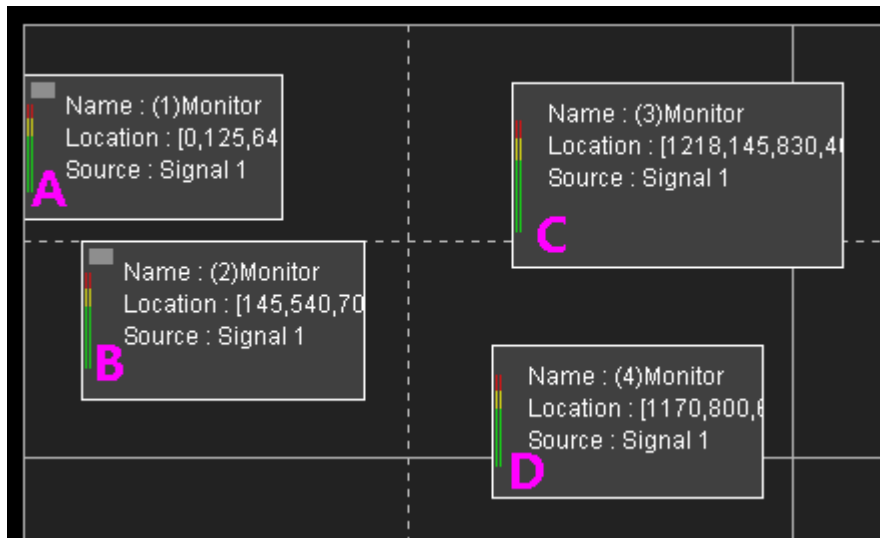 Name : (1)Monitor
Location : [0,125,64
Source : Signal 1
A
Name : (2)Monitor
Location : [145,540,70
Source : Signal 1
B
Name : (3)Monitor
Location : [1218,145,830,4
Source : Signal 1
C
Name : (4)Monitor
Location : [1170,800,
Source : Signal 1
D